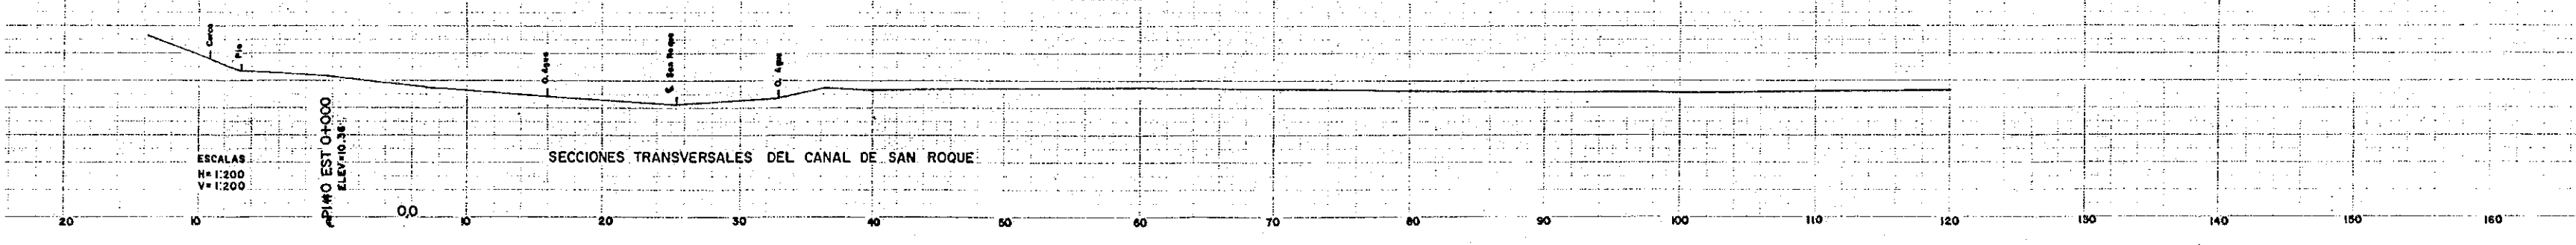 Cerca
Pie
O. Agua
₵ San Roque
O. Agua
PI#0 EST 0+000
ELEV=10.36
ESCALAS
H=1:200
V=1:200
SECCIONES TRANSVERSALES DEL CANAL DE SAN ROQUE
20 10 0,0 10 20 30 40 50 60 70 80 90 100 110 120 130 140 150 160